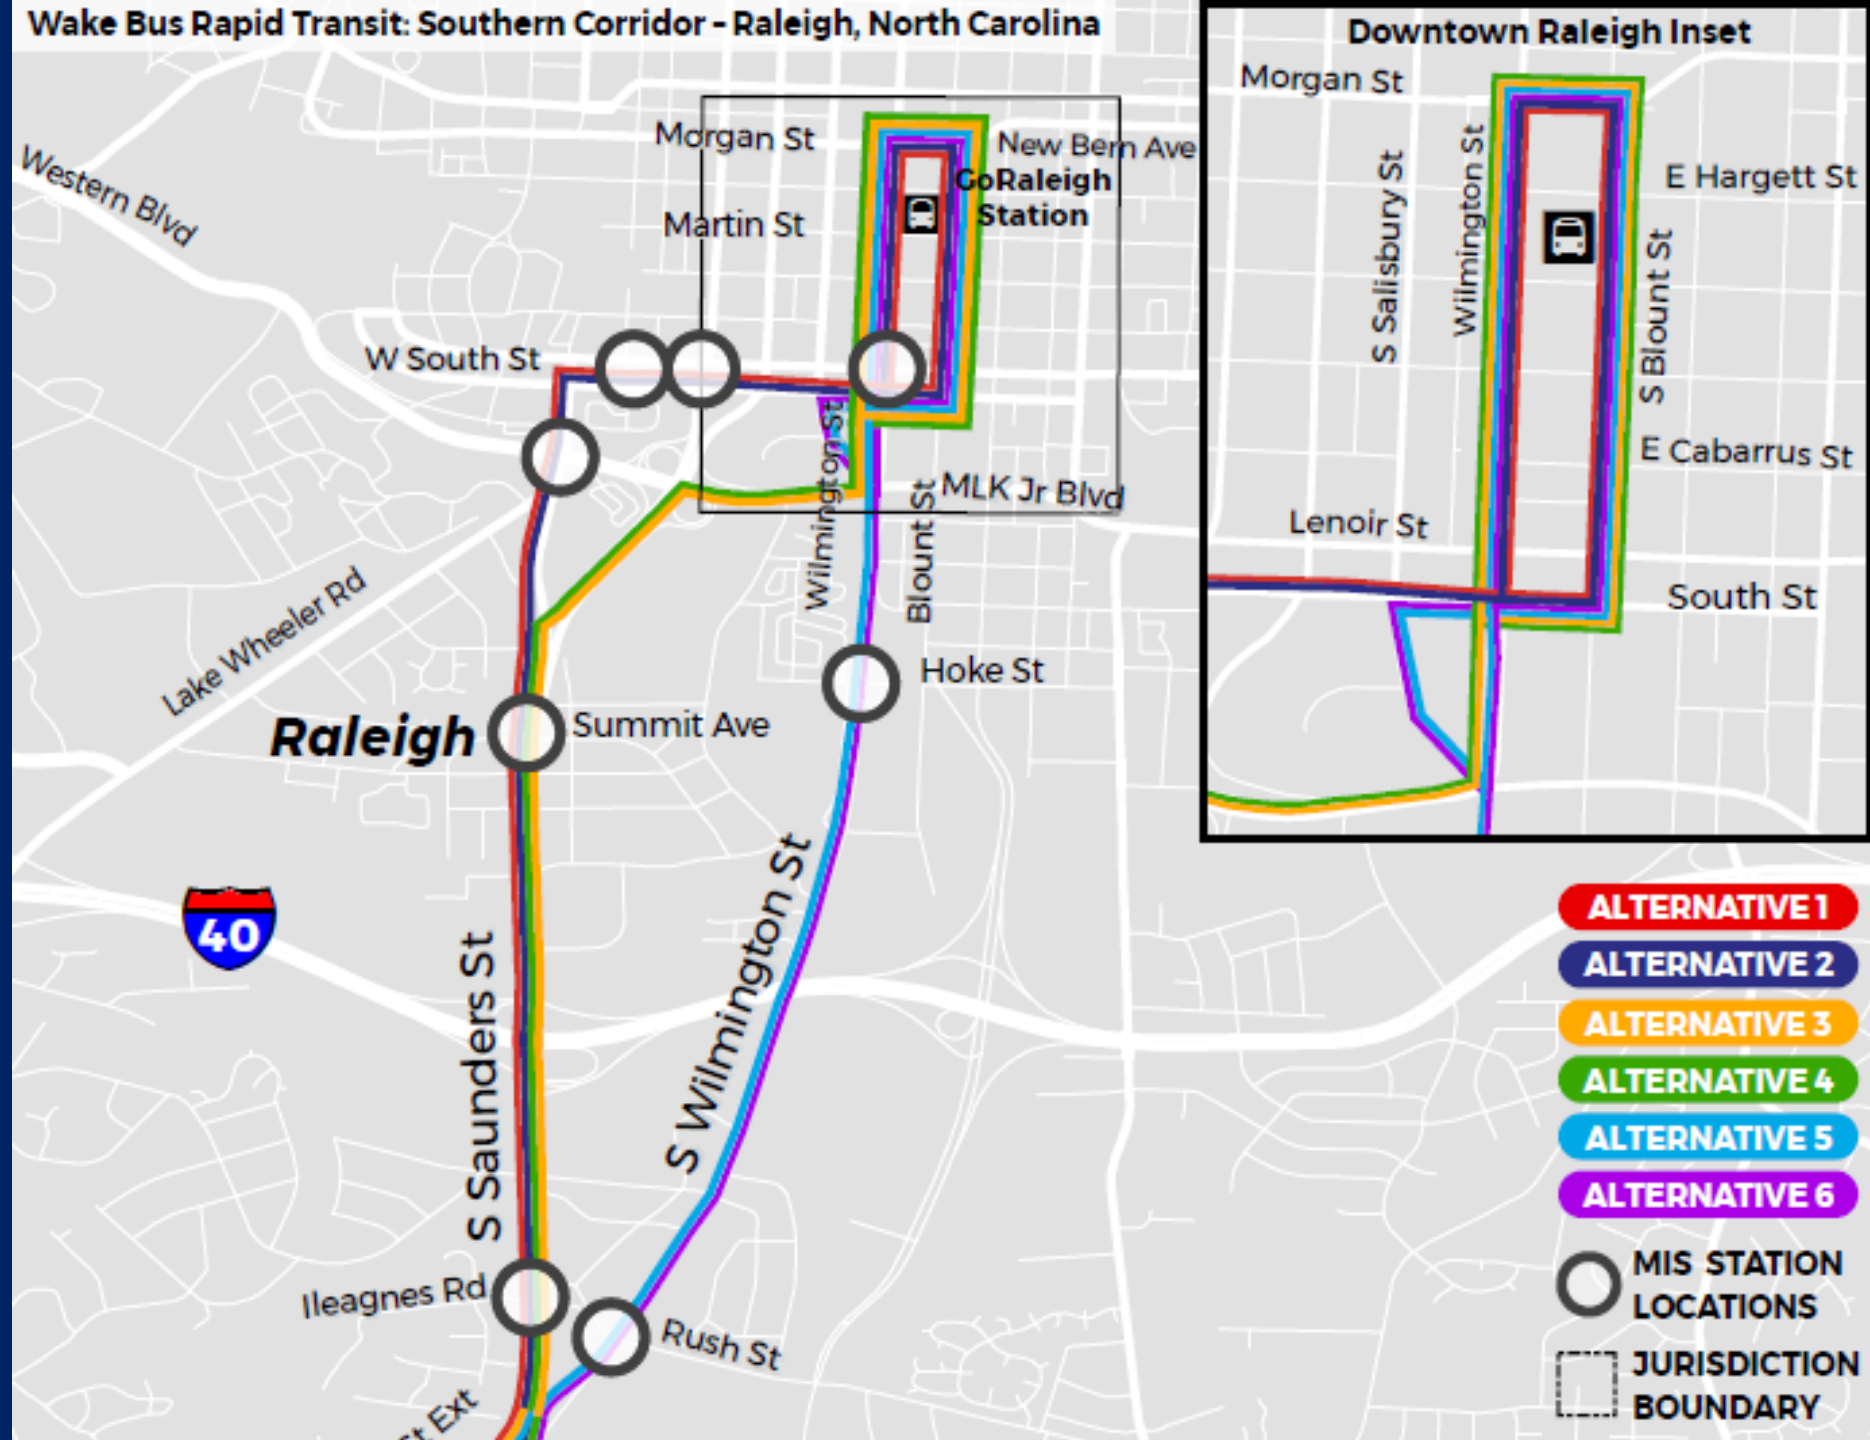 Wake Bus Rapid Transit: Southern Corridor – Raleigh, North Carolina
Morgan St
New Bern Ave
GoRaleigh
Station
Martin St
Western Blvd
W South St
MLK Jr Blvd
Wilmington St
Blount St
Lake Wheeler Rd
Hoke St
Raleigh
Summit Ave
40
S Saunders St
S Wilmington St
Ileagnes Rd
Rush St
St Ext
Downtown Raleigh Inset
Morgan St
S Salisbury St
Wilmington St
E Hargett St
S Blount St
E Cabarrus St
Lenoir St
South St
ALTERNATIVE 1
ALTERNATIVE 2
ALTERNATIVE 3
ALTERNATIVE 4
ALTERNATIVE 5
ALTERNATIVE 6
MIS STATION
LOCATIONS
JURISDICTION
BOUNDARY